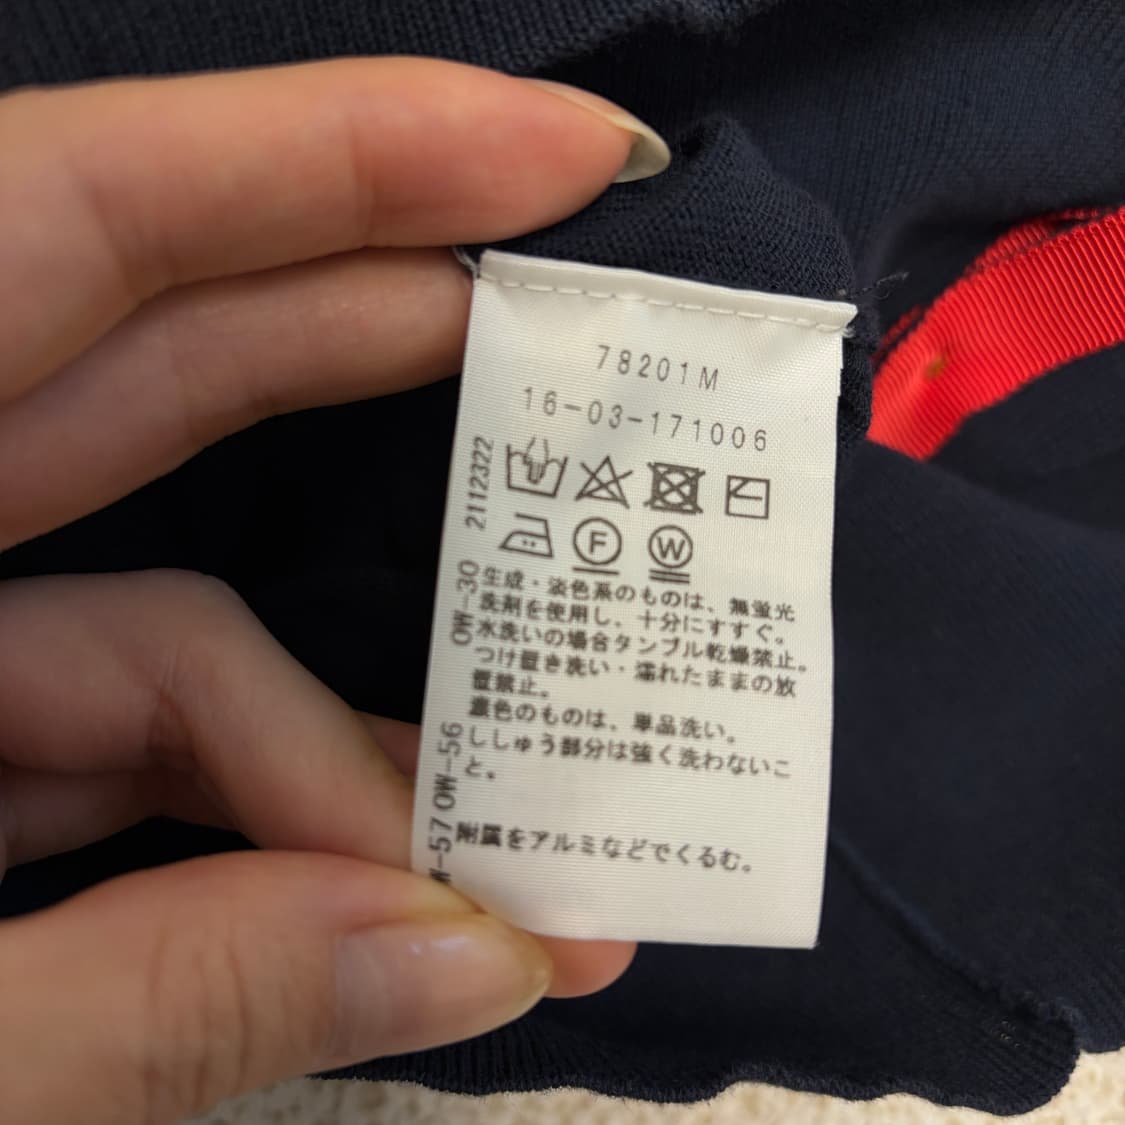 78201M
16-03-171006
2112322
F W
OW-30
生成・淡色系のものは、無蛍光
洗剤を使用し、十分にすすぐ。
水洗いの場合タンブル乾燥禁止。
つけ置き洗い・濡れたままの放
置禁止。
濃色のものは、単品洗い。
ししゅう部分は強く洗わないこ
と。
OW-56
附属をアルミなどでくるむ。
W-57